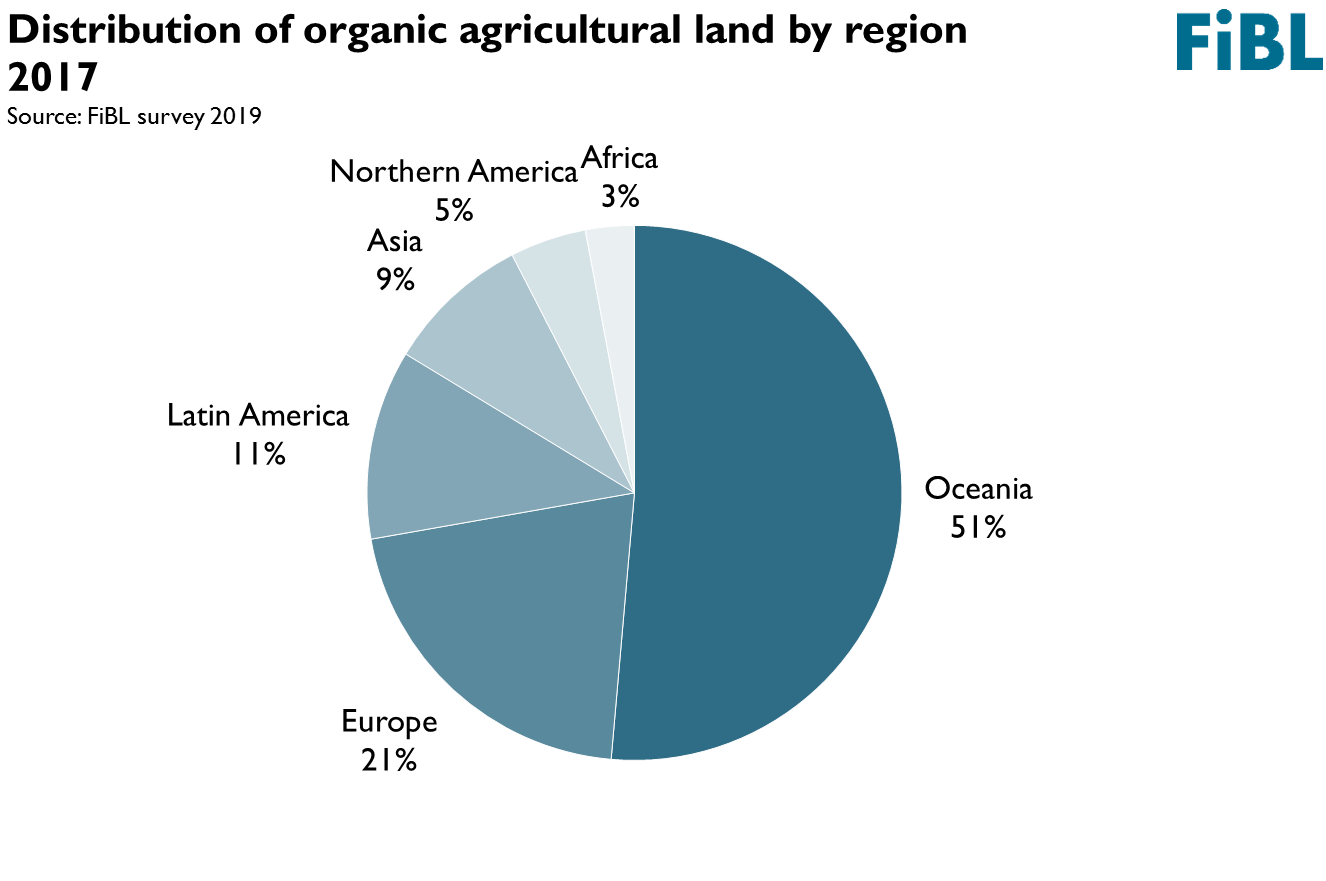 Distribution of organic agricultural land by region
2017
Source: FiBL survey 2019
FiBL
Northern America
5%
Africa
3%
Asia
9%
Latin America
11%
Oceania
51%
Europe
21%